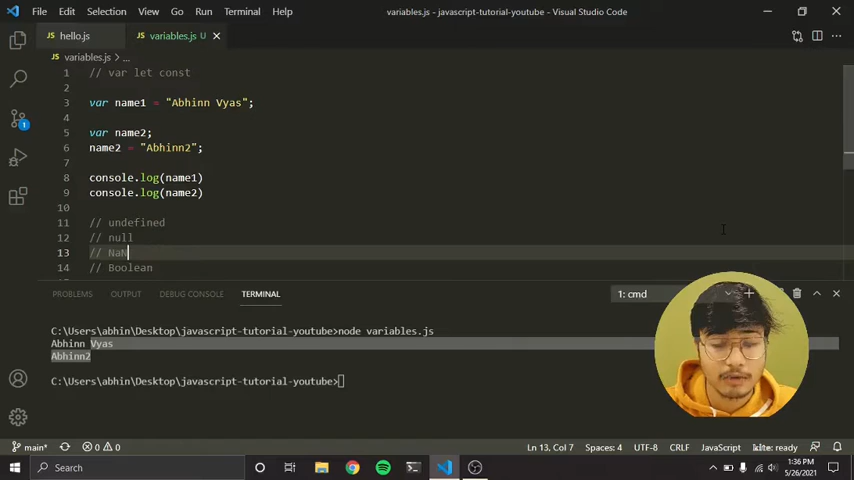 File Edit Selection View Go Run Terminal Help
variables.js - javascript-tutorial-youtube - Visual Studio Code
JS hello.js
JS variables.js U
JS variables.js > ...
1 // var let const
2
3 var name1 = "Abhinn Vyas";
4
5 var name2;
6 name2 = "Abhinn2";
7
8 console.log(name1)
9 console.log(name2)
10
11 // undefined
12 // null
13 // NaN
14 // Boolean
PROBLEMS OUTPUT DEBUG CONSOLE TERMINAL
1: cmd
C:\Users\abhin\Desktop\javascript-tutorial-youtube>node variables.js
Abhinn Vyas
Abhinn2
C:\Users\abhin\Desktop\javascript-tutorial-youtube>
1
main* 0 0
Ln 13, Col 7 Spaces: 4 UTF-8 CRLF JavaScript kite: ready
Search
1:36 PM
5/26/2021